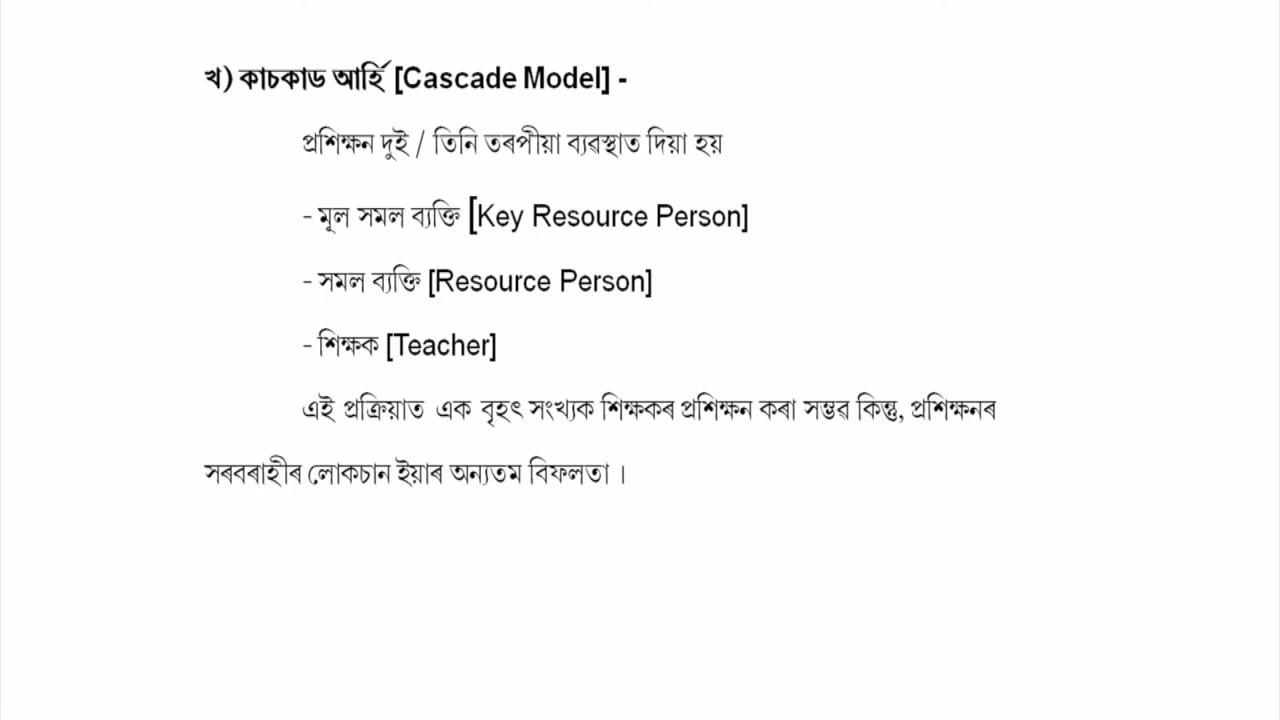 খ) কাচকাড আৰ্হি [Cascade Model] -
প্ৰশিক্ষন দুই / তিনি তৰপীয়া ব্যৱস্থাত দিয়া হয়
- মূল সমল ব্যক্তি [Key Resource Person]
- সমল ব্যক্তি [Resource Person]
- শিক্ষক [Teacher]
এই প্ৰক্ৰিয়াত এক বৃহৎ সংখ্যক শিক্ষকৰ প্ৰশিক্ষন কৰা সম্ভৱ কিন্তু, প্ৰশিক্ষনৰ
সৰবৰাহীৰ লোকচান ইয়াৰ অন্যতম বিফলতা ।